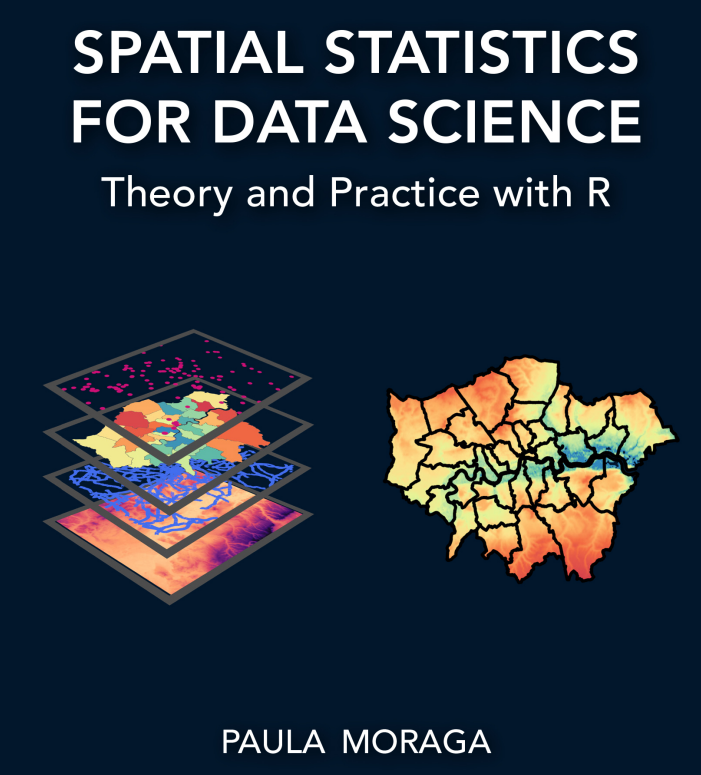 SPATIAL STATISTICS
FOR DATA SCIENCE
Theory and Practice with R
PAULA MORAGA